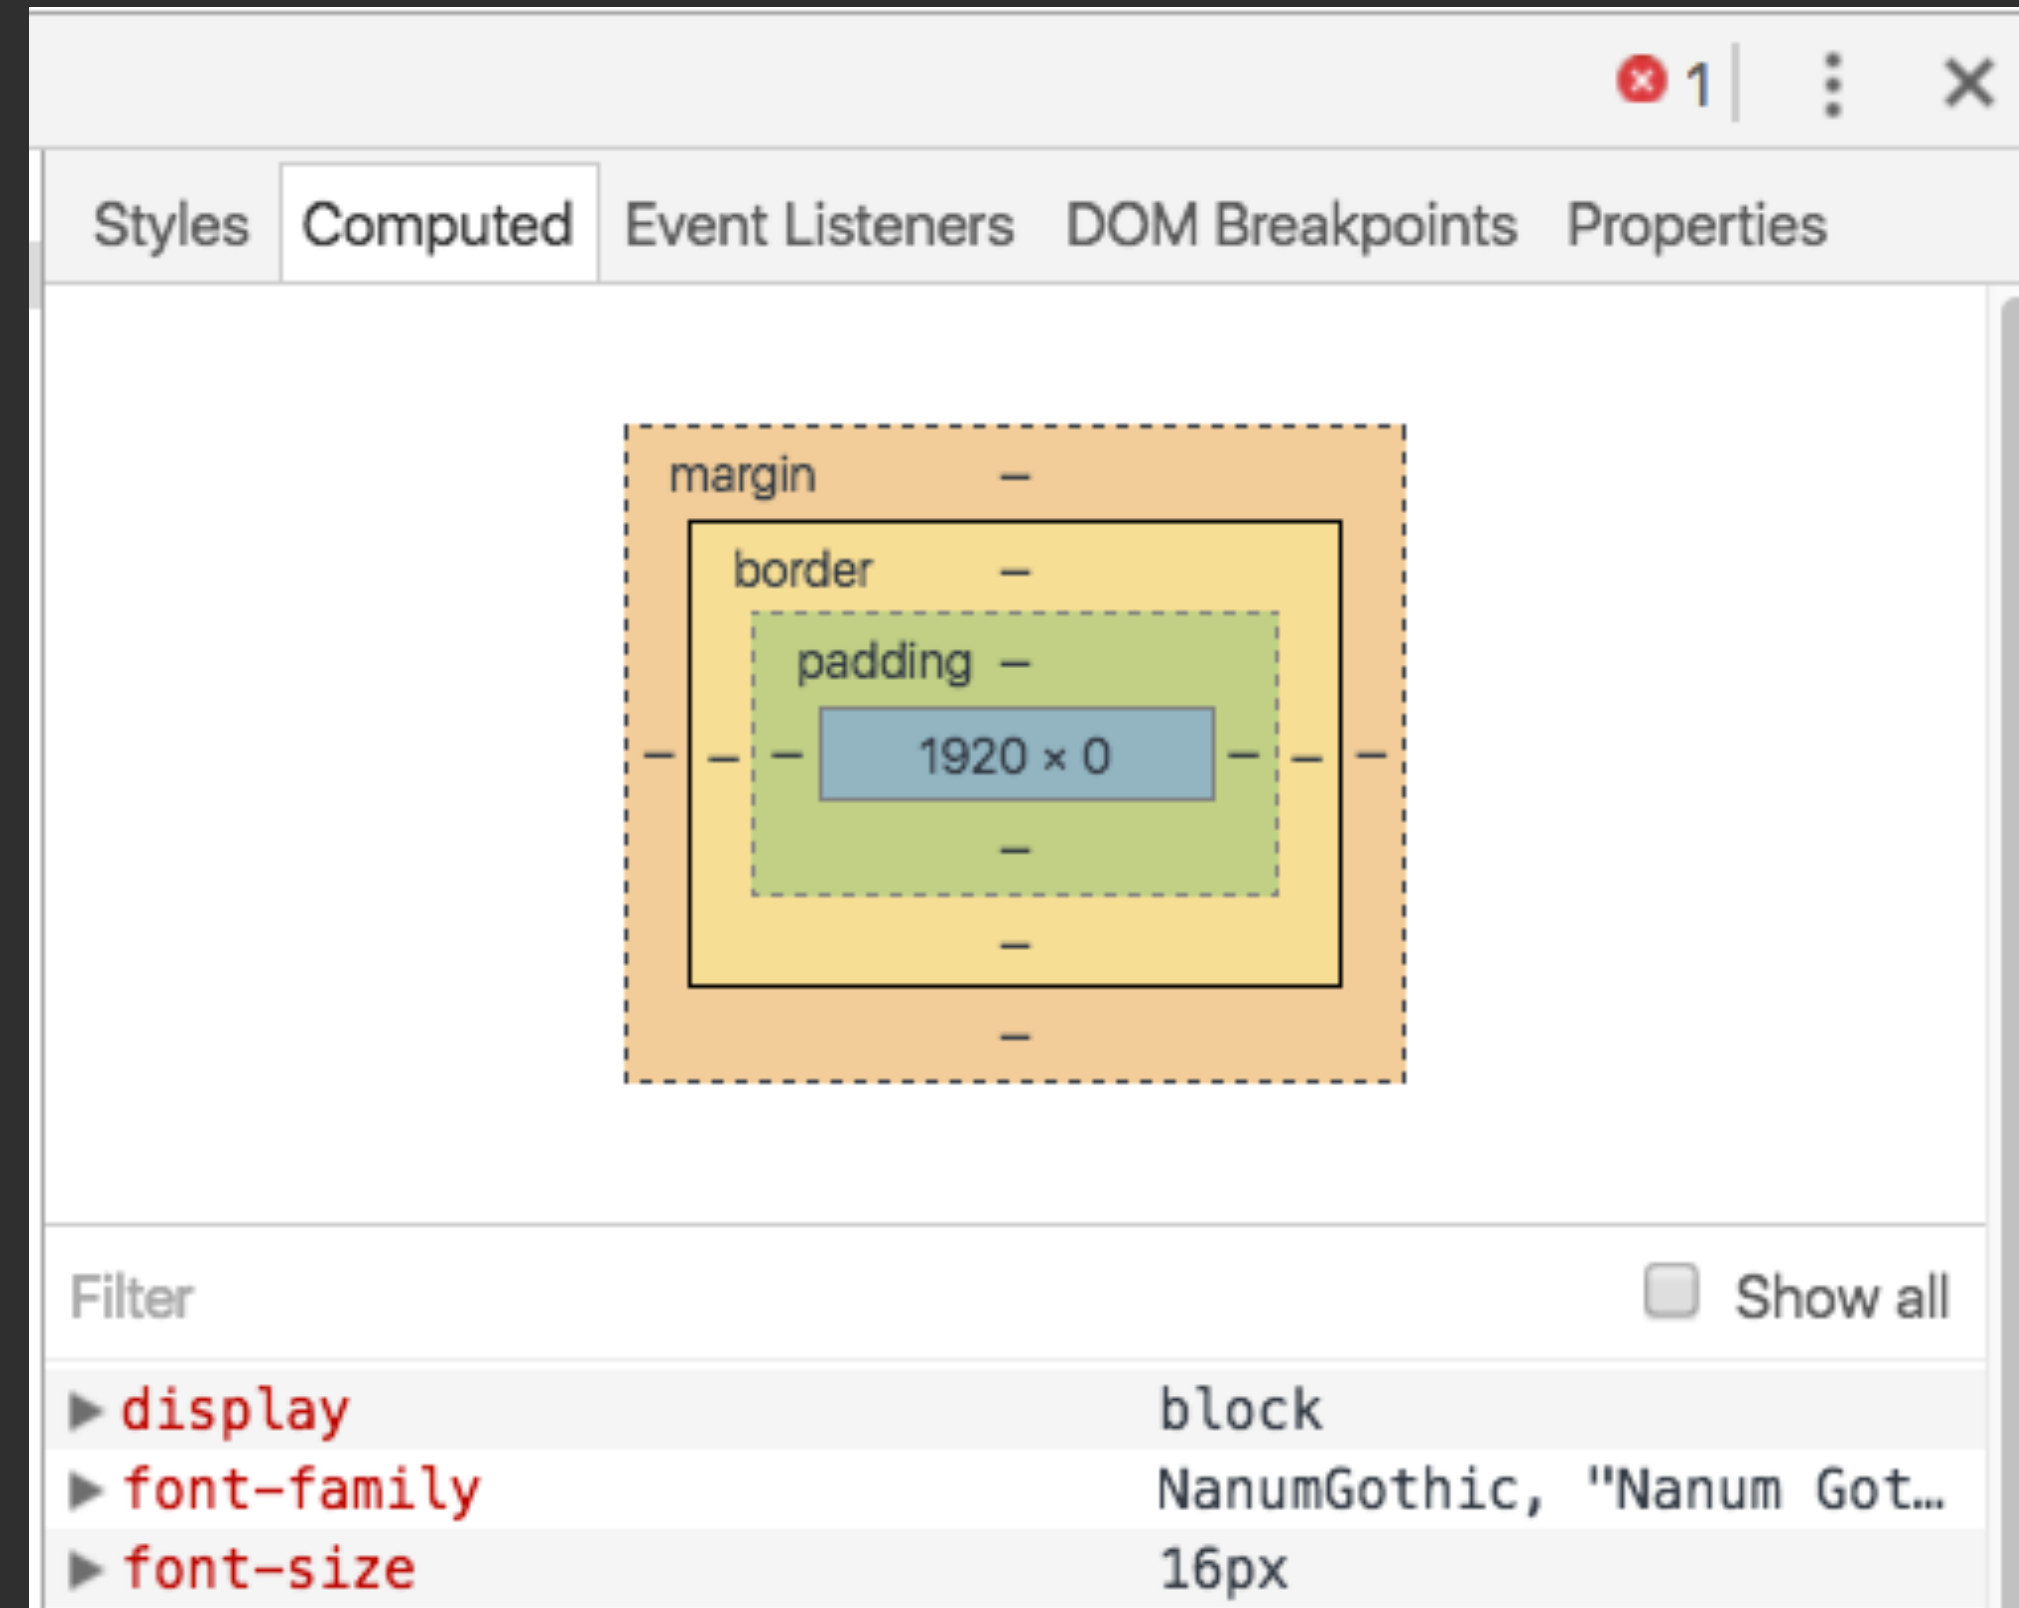 1
Styles Computed Event Listeners DOM Breakpoints Properties
margin –
border –
padding –
– – – 1920 × 0 – – –
–
–
–
Filter Show all
display block
font-family NanumGothic, "Nanum Got…
font-size 16px